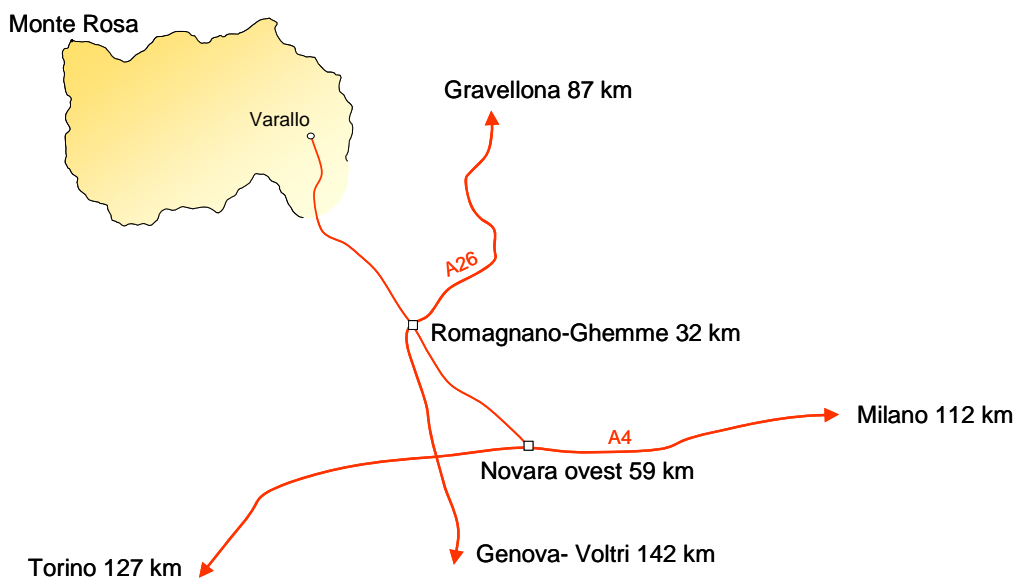 Monte Rosa
Gravellona 87 km
Varallo
A26
Romagnano-Ghemme 32 km
Milano 112 km
A4
Novara ovest 59 km
Genova- Voltri 142 km
Torino 127 km